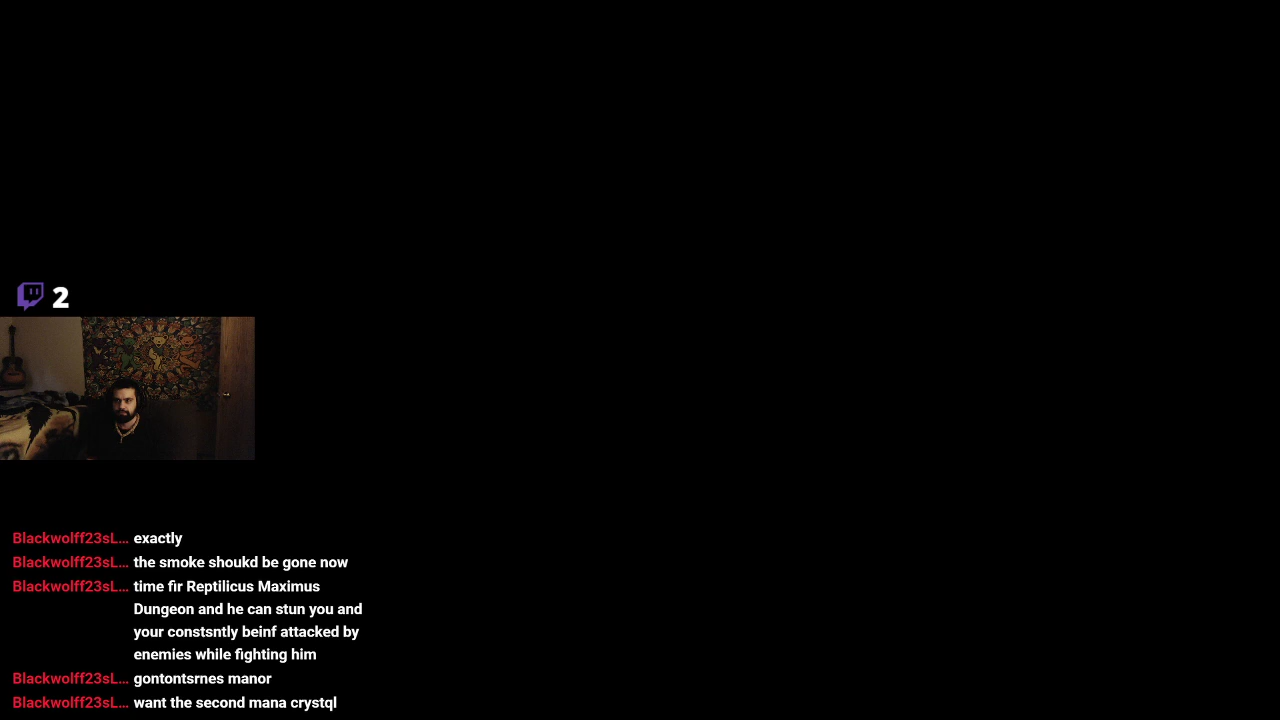 2
Blackwolff23sL… exactly
Blackwolff23sL… the smoke shoukd be gone now
Blackwolff23sL… time fir Reptilicus Maximus
Dungeon and he can stun you and
your constsntly beinf attacked by
enemies while fighting him
Blackwolff23sL… gontontsrnes manor
Blackwolff23sL… want the second mana crystql